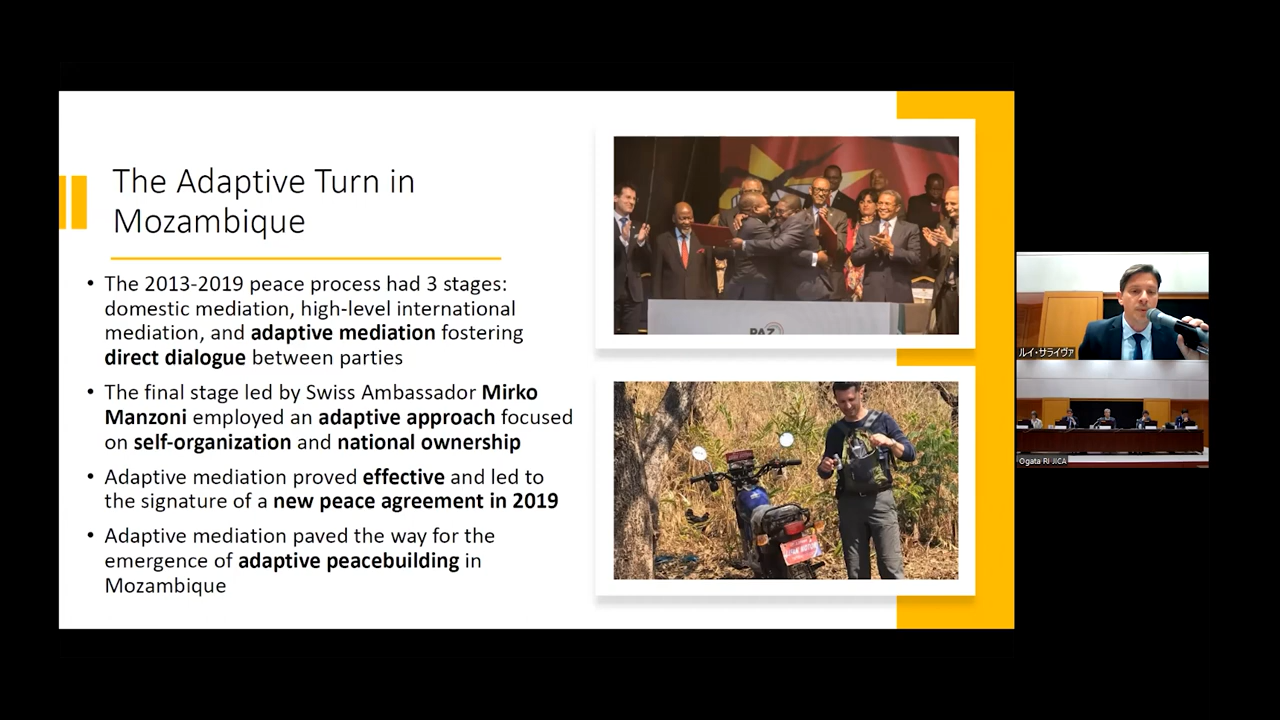 The Adaptive Turn in
Mozambique
• The 2013-2019 peace process had 3 stages:
domestic mediation, high-level international
mediation, and adaptive mediation fostering
direct dialogue between parties
• The final stage led by Swiss Ambassador Mirko
Manzoni employed an adaptive approach focused
on self-organization and national ownership
• Adaptive mediation proved effective and led to
the signature of a new peace agreement in 2019
• Adaptive mediation paved the way for the
emergence of adaptive peacebuilding in
Mozambique
PAZ
ルイ・サライヴァ
Ogata RI JICA